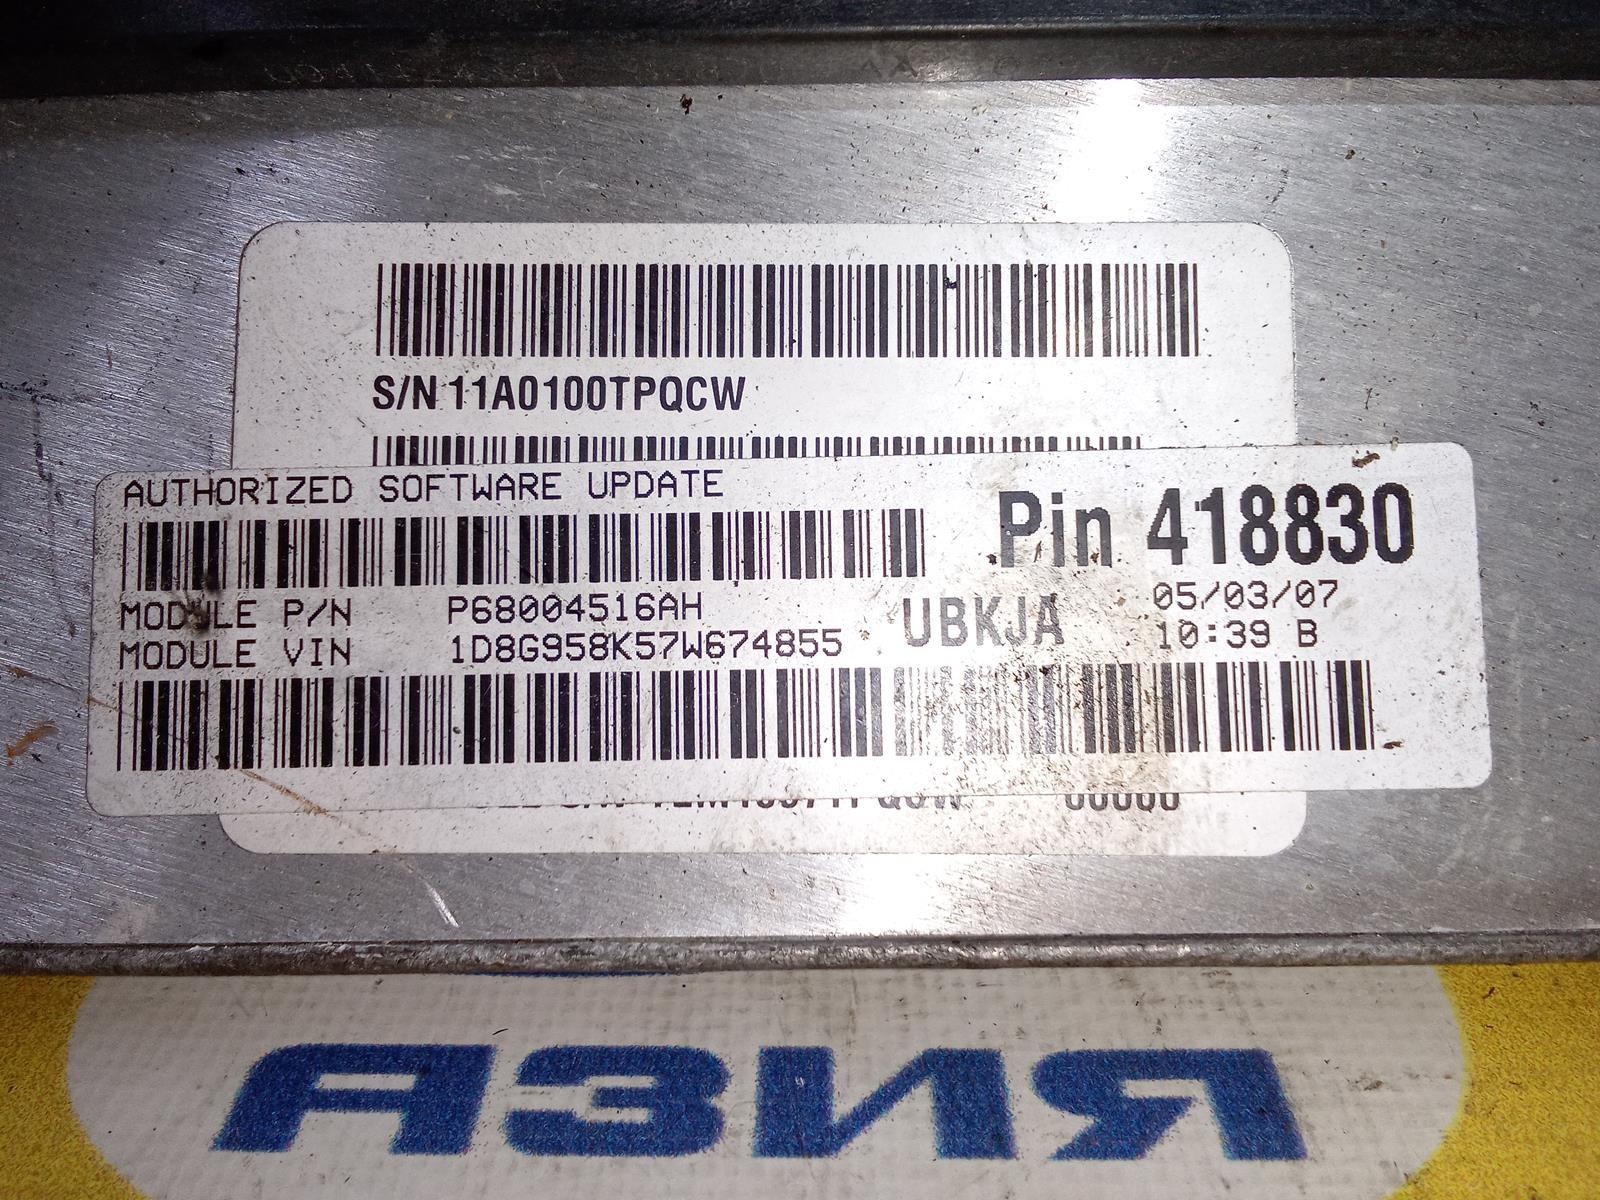 S/N 11A0100TPQCW
AUTHORIZED SOFTWARE UPDATE
Pin 418830
MODULE P/N P68004516AH
UBKJA
05/03/07
MODULE VIN 1D8G958K57W674855
10:39 B
АЗИЯ